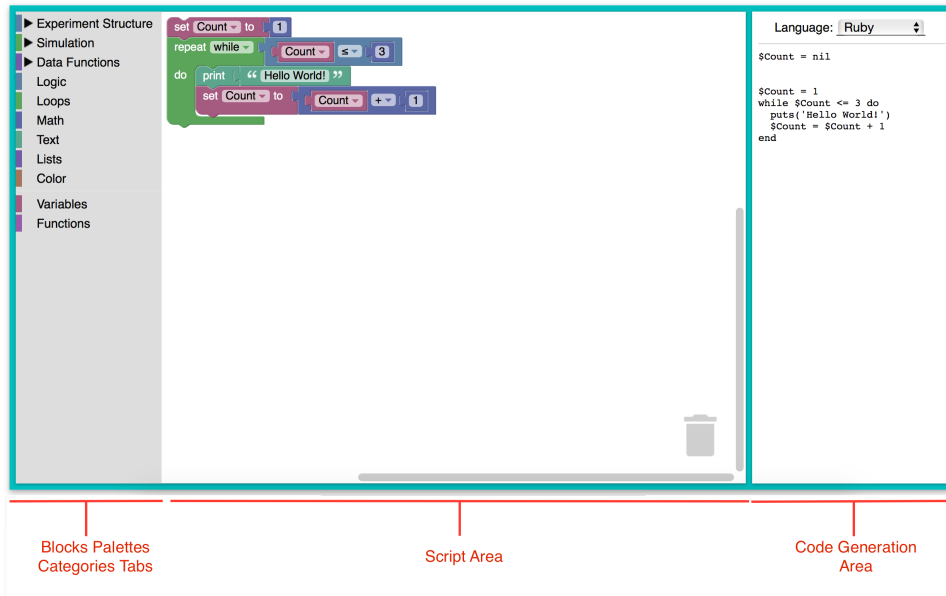 ▶ Experiment Structure
▶ Simulation
▶ Data Functions
Logic
Loops
Math
Text
Lists
Color
Variables
Functions
set Count to 1
repeat while Count ≤ 3
do print “ Hello World! ”
set Count to Count + 1
Language: Ruby
$Count = nil
$Count = 1
while $Count <= 3 do
  puts('Hello World!')
  $Count = $Count + 1
end
Blocks Palettes
Categories Tabs
Script Area
Code Generation
Area